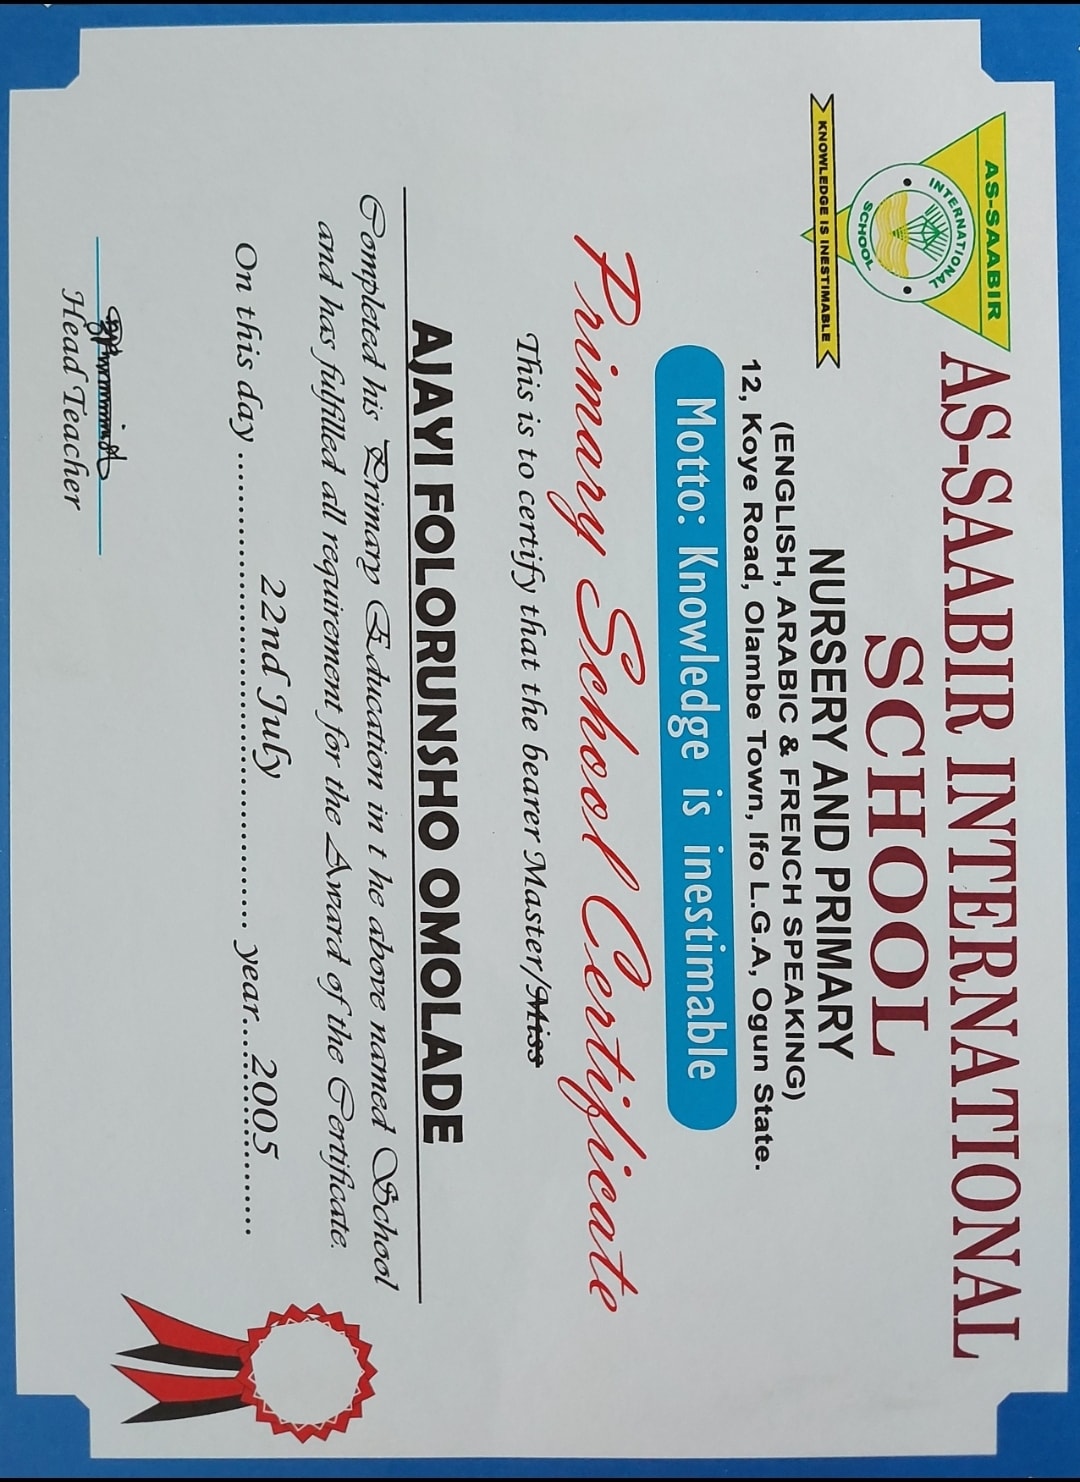 AS-SAABIR
INTERNATIONAL
SCHOOL
KNOWLEDGE IS INESTIMABLE
AS-SAABIR INTERNATIONAL
SCHOOL
NURSERY AND PRIMARY
(ENGLISH, ARABIC & FRENCH SPEAKING)
12, Koye Road, Olambe Town, Ifo L.G.A, Ogun State.
Motto: Knowledge is inestimable
Primary School Certificate
This is to certify that the bearer Master/Miss
AJAYI FOLORUNSHO OMOLADE
Completed his Primary Education in t he above named School
and has fulfilled all requirement for the Award of the Certificate.
On this day ........ 22nd July ........ year... 2005 ........
Head Teacher